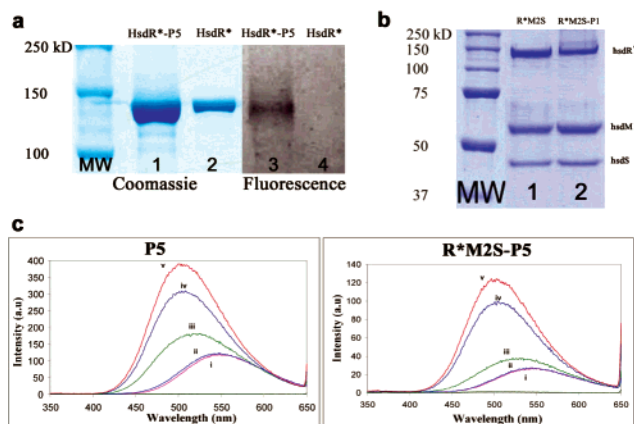 a
HsdR*-P5 HsdR* HsdR*-P5 HsdR*
250 kD
150
100
MW 1 2 3 4
Coomassie Fluorescence
b
R*M2S R*M2S-P1
250 kD
150
100
75
50
37
hsdR*
hsdM
hsdS
MW 1 2
c
P5
Intensity (a.u)
400
350
300
250
200
150
100
50
0
v
iv
iii
ii
i
350 400 450 500 550 600 650
Wavelength (nm)
R*M2S-P5
Intensity (a.u)
140
120
100
80
60
40
20
0
v
iv
iii
ii
i
350 400 450 500 550 600 650
Wavelength (nm)